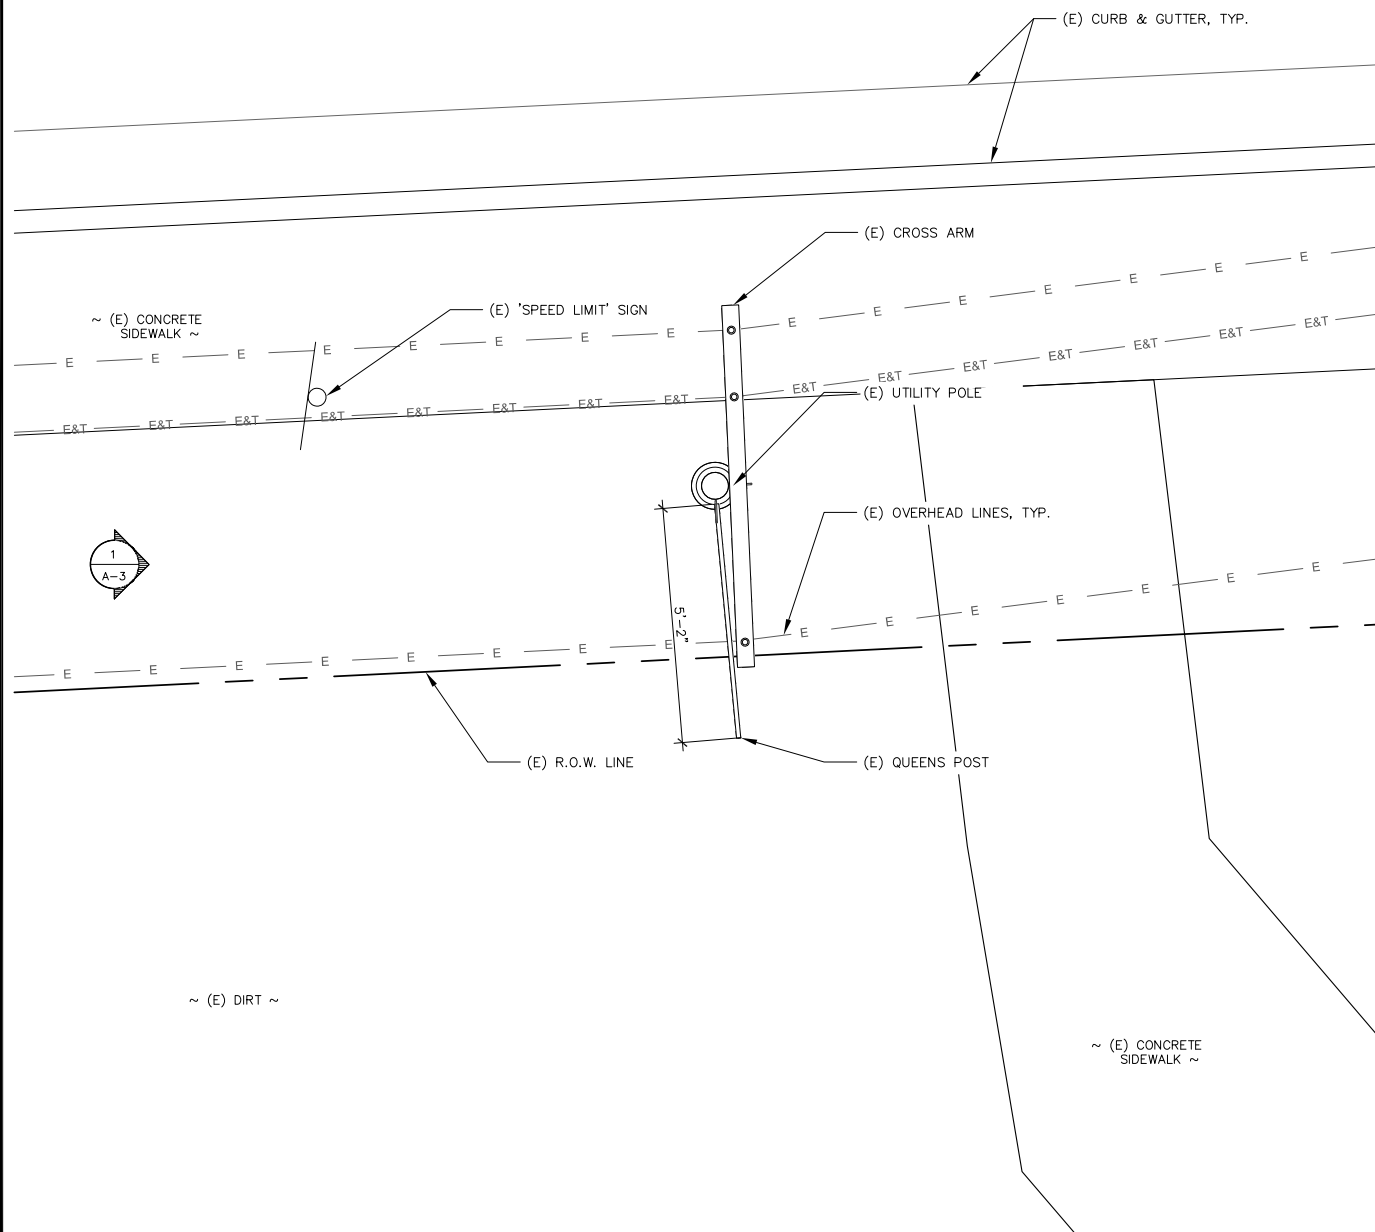 (E) CURB & GUTTER, TYP.
(E) CROSS ARM
E E E E E
(E) 'SPEED LIMIT' SIGN
~ (E) CONCRETE
SIDEWALK ~
E E E E E E E E E
E&T E&T E&T E&T E&T E&T E&T
(E) UTILITY POLE
E&T E&T E&T E&T E&T E&T E&T E&T
(E) OVERHEAD LINES, TYP.
1
A-3
5'-2"
E E E E E E E
E E E E E E E E
(E) R.O.W. LINE
(E) QUEENS POST
~ (E) DIRT ~
~ (E) CONCRETE
SIDEWALK ~